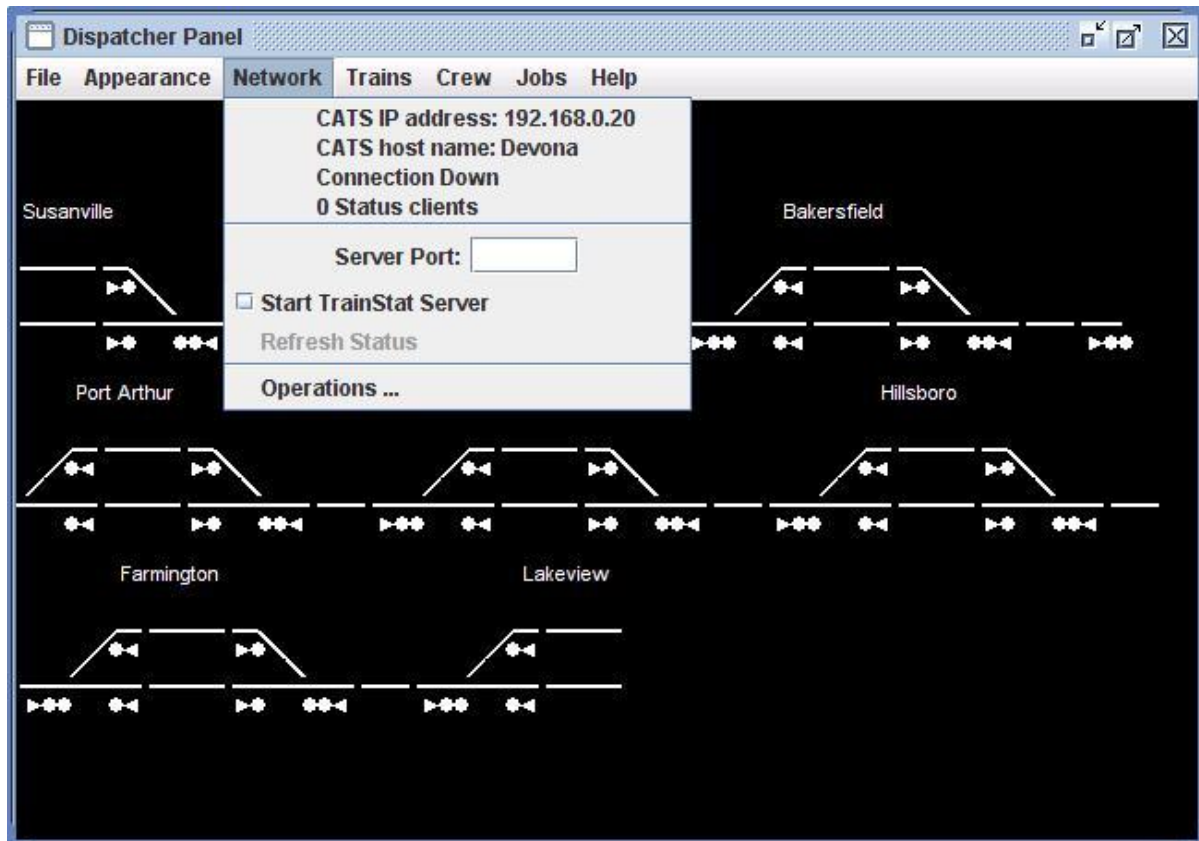 Dispatcher Panel
File Appearance Network Trains Crew Jobs Help
CATS IP address: 192.168.0.20
CATS host name: Devona
Connection Down
0 Status clients
Server Port:
Start TrainStat Server
Refresh Status
Operations ...
Susanville
Bakersfield
Port Arthur
Hillsboro
Farmington
Lakeview